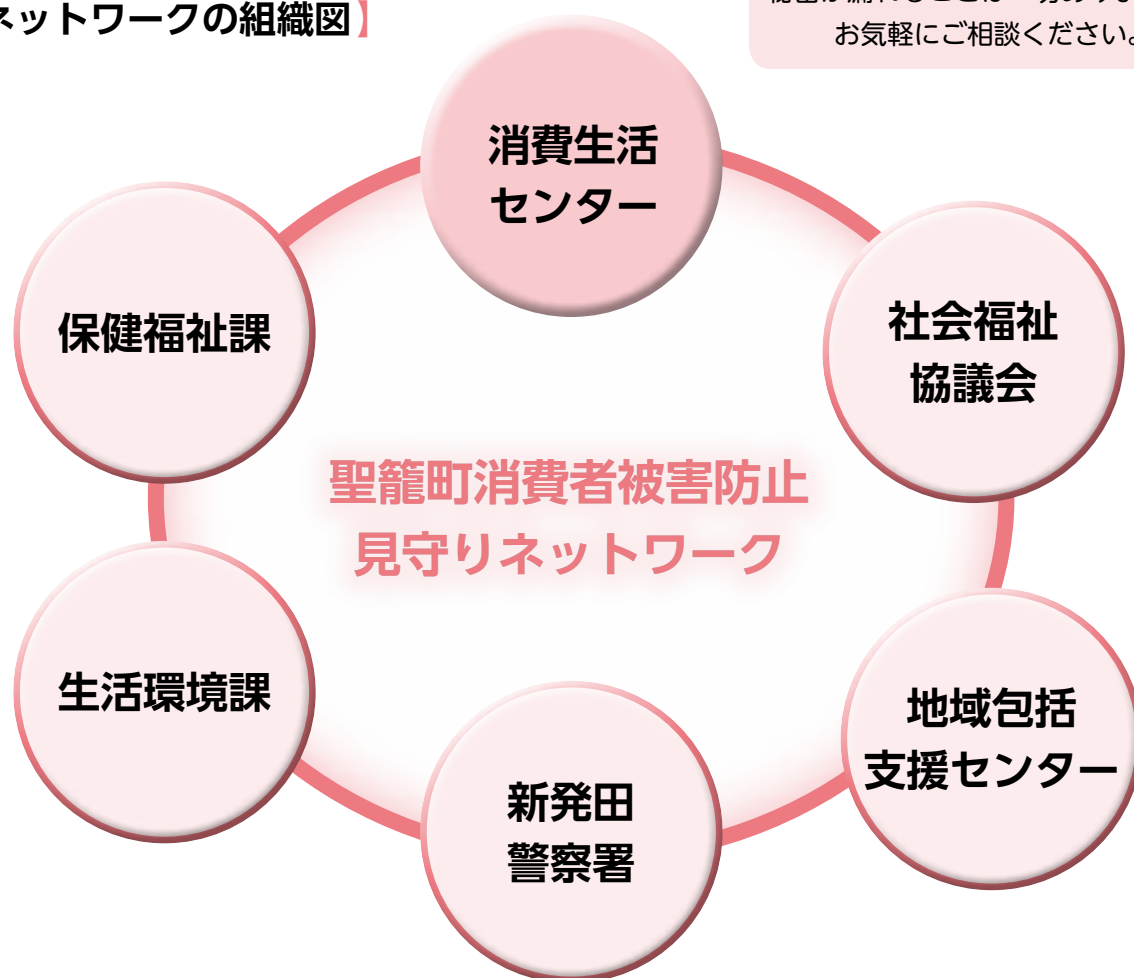 ネットワークの組織図】
お気軽にご相談ください。
消費生活
センター
保健福祉課
社会福祉
協議会
聖籠町消費者被害防止
見守りネットワーク
生活環境課
地域包括
支援センター
新発田
警察署